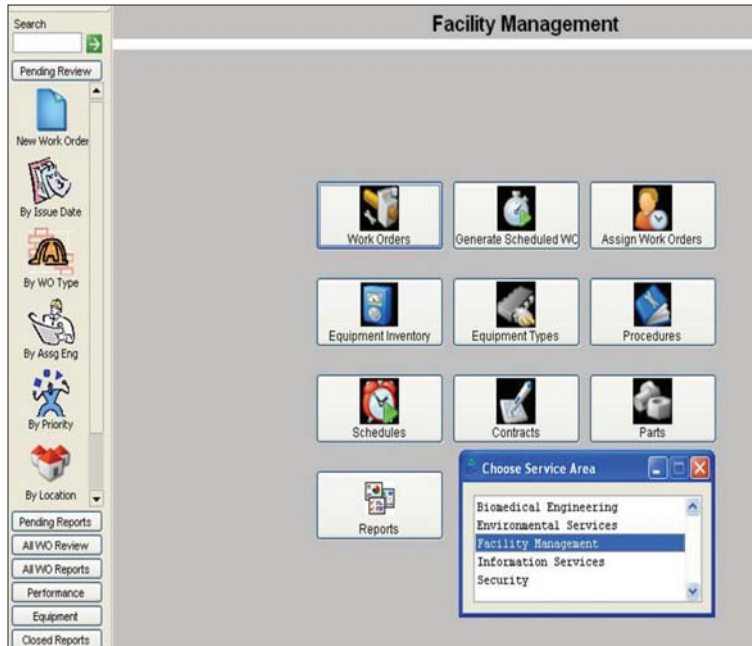 Search
Facility Management
Pending Review
New Work Order
By Issue Date
By WO Type
By Assg Eng
By Priority
By Location
Pending Reports
All WO Review
All WO Reports
Performance
Equipment
Closed Reports
Work Orders
Generate Scheduled WO
Assign Work Orders
Equipment Inventory
Equipment Types
Procedures
Schedules
Contracts
Parts
Reports
Choose Service Area
Biomedical Engineering
Environmental Services
Facility Management
Information Services
Security